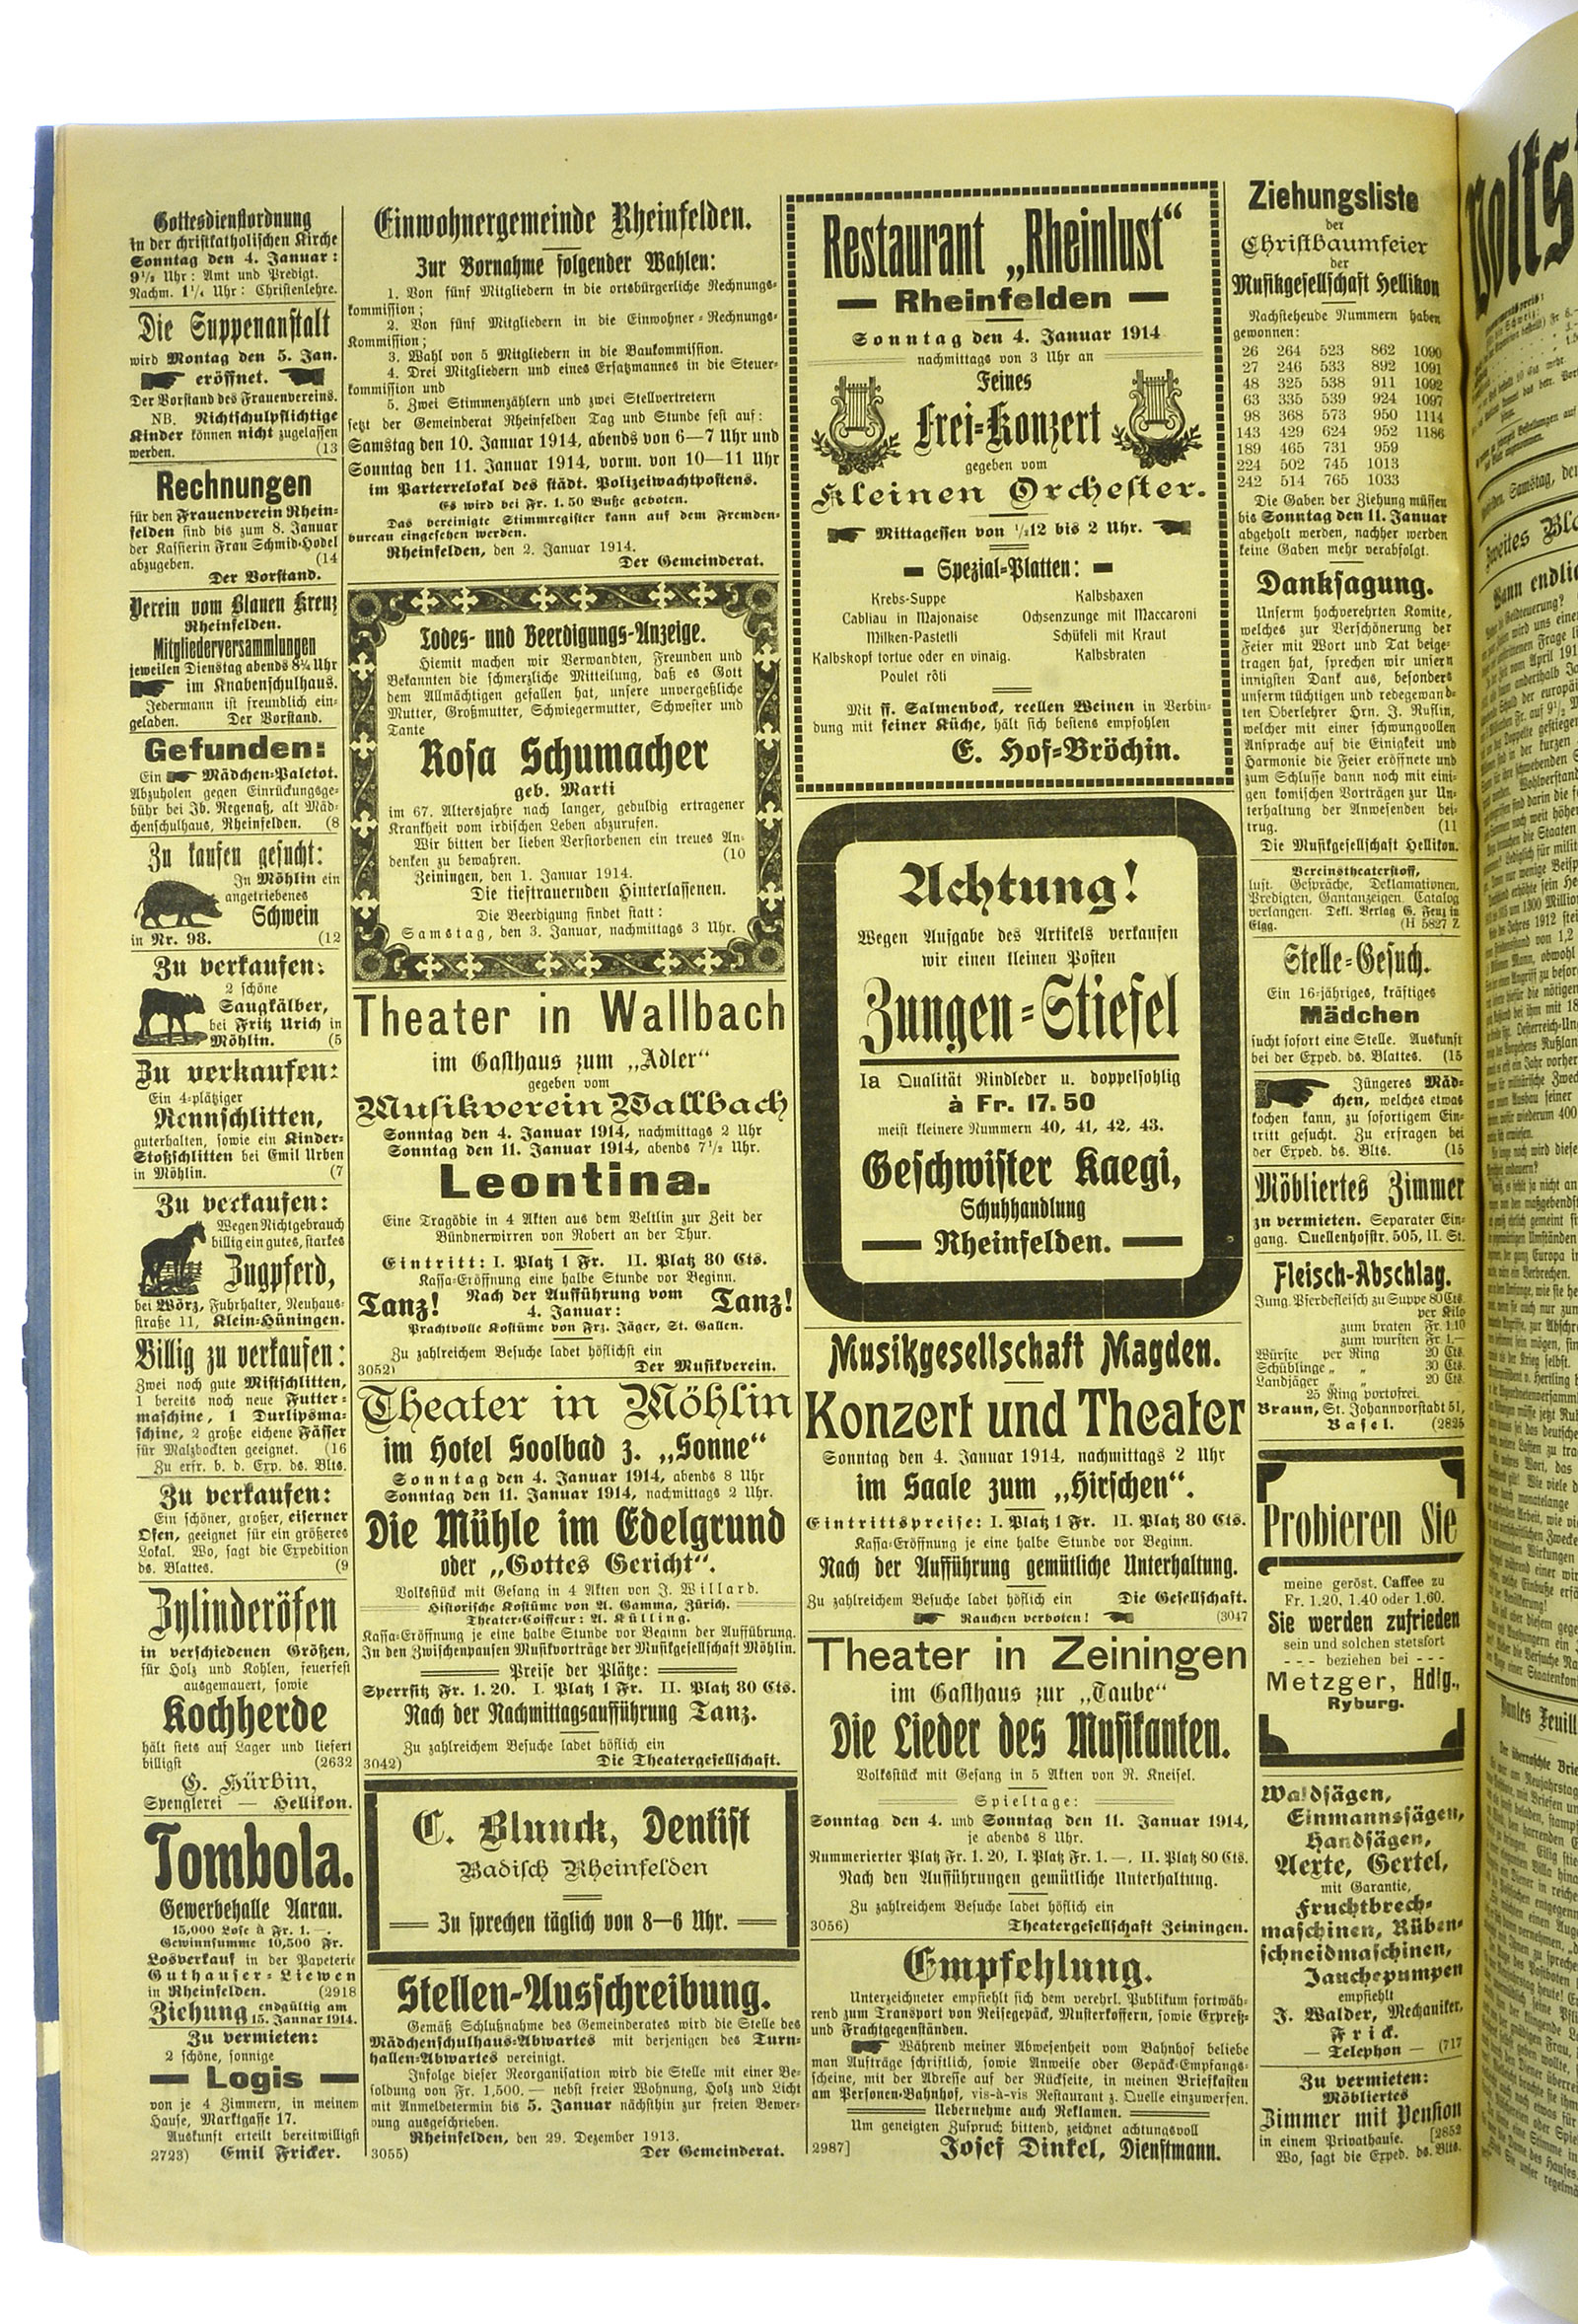 Gottesdienstordnung
in der christkatholischen Kirche
Sonntag den 4. Januar:
9½ Uhr: Amt und Predigt.
Nachm. 1¼ Uhr: Christenlehre.
Die Suppenanstalt
wird Montag den 5. Jan.
eröffnet.
Der Vorstand des Frauenvereins.
NB. Nichtschulpflichtige
Kinder können nicht zugelassen
werden. (13
Rechnungen
für den Frauenverein Rhein-
felden sind bis zum 8. Januar
der Kassierin Frau Schmid-Hodel
abzugeben. (14
Der Vorstand.
Verein vom Blauen Kreuz
Rheinfelden.
Mitgliederversammlungen
jeweilen Dienstag abends 8¼ Uhr
im Knabenschulhaus.
Jedermann ist freundlich ein-
geladen. Der Vorstand.
Gefunden:
Ein Mädchen-Paletot.
Abzuholen gegen Einrückungsge-
bühr bei Jb. Regenaß, alt Mäd-
chenschulhaus, Rheinfelden. (8
Zu kaufen gesucht:
In Möhlin ein
angetriebenes
Schwein
in Nr. 98. (12
Zu verkaufen:
2 schöne
Saugkälber,
bei Fritz Urich in
Möhlin. (5
Zu verkaufen:
Ein 4-plätziger
Rennschlitten,
guterhalten, sowie ein Kinder-
Stoßschlitten bei Emil Urben
in Möhlin. (7
Zu verkaufen:
Wegen Nichtgebrauch
billig ein gutes, starkes
Zugpferd,
bei Wörz, Fuhrhalter, Neuhaus-
straße 11, Klein-Hüningen.
Billig zu verkaufen:
Zwei noch gute Mistschlitten,
1 bereits noch neue Futter-
maschine, 1 Durlipsma-
schine, 2 große eichene Fässer
für Malzbockten geeignet. (16
Zu erfr. b. d. Exp. ds. Blts.
Zu verkaufen:
Ein schöner, großer, eiserner
Ofen, geeignet für ein größeres
Lokal. Wo, sagt die Expedition
ds. Blattes. (9
Zylinderöfen
in verschiedenen Größen,
für Holz und Kohlen, feuerfest
ausgemauert, sowie
Kochherde
hält stets auf Lager und liefert
billigst (2632
G. Hürbin,
Spenglerei — Hellikon.
Tombola.
Gewerbehalle Aarau.
15,000 Lose à Fr. 1.—.
Gewinnsumme 10,500 Fr.
Losverkauf in der Papeterie
Guthauser-Liewen
in Rheinfelden. (2918
Ziehung endgültig am
15. Januar 1914.
Zu vermieten:
2 schöne, sonnige
Logis
von je 4 Zimmern, in meinem
Hause, Marktgasse 17.
Auskunft erteilt bereitwilligst
2723) Emil Fricker.
Einwohnergemeinde Rheinfelden.
Zur Vornahme folgender Wahlen:
1. Von fünf Mitgliedern in die ortsbürgerliche Rechnungs-
kommission;
2. Von fünf Mitgliedern in die Einwohner-Rechnungs-
Kommission;
3. Wahl von 5 Mitgliedern in die Baukommission.
4. Drei Mitgliedern und eines Ersatzmannes in die Steuer-
kommission und
5. Zwei Stimmenzählern und zwei Stellvertretern
setzt der Gemeinderat Rheinfelden Tag und Stunde fest auf:
Samstag den 10. Januar 1914, abends von 6—7 Uhr und
Sonntag den 11. Januar 1914, vorm. von 10—11 Uhr
im Parterrelokal des städt. Polizeiwachtpostens.
Es wird bei Fr. 1.50 Buße geboten.
Das bereinigte Stimmregister kann auf dem Fremden-
bureau eingesehen werden.
Rheinfelden, den 2. Januar 1914.
Der Gemeinderat.
Todes- und Beerdigungs-Anzeige.
Hiemit machen wir Verwandten, Freunden und
Bekannten die schmerzliche Mitteilung, daß es Gott
dem Allmächtigen gefallen hat, unsere unvergeßliche
Mutter, Großmutter, Schwiegermutter, Schwester und
Tante
Rosa Schumacher
geb. Marti
im 67. Altersjahre nach langer, geduldig ertragener
Krankheit vom irdischen Leben abzurufen.
Wir bitten der lieben Verstorbenen ein treues An-
denken zu bewahren. (10
Zeiningen, den 1. Januar 1914.
Die tieftrauernden Hinterlassenen.
Die Beerdigung findet statt:
Samstag, den 3. Januar, nachmittags 3 Uhr.
Theater in Wallbach
im Gasthaus zum „Adler“
gegeben vom
Musikverein Wallbach
Sonntag den 4. Januar 1914, nachmittags 2 Uhr
Sonntag den 11. Januar 1914, abends 7½ Uhr.
Leontina.
Eine Tragödie in 4 Akten aus dem Veltlin zur Zeit der
Bündnerwirren von Robert an der Thur.
Eintritt: I. Platz 1 Fr. II. Platz 80 Cts.
Kassa-Eröffnung eine halbe Stunde vor Beginn.
Tanz! Nach der Aufführung vom
4. Januar: Tanz!
Prachtvolle Kostüme von Frz. Jäger, St. Gallen.
Zu zahlreichem Besuche ladet höflichst ein
3052) Der Musikverein.
Theater in Möhlin
im Hotel Soolbad z. „Sonne“
Sonntag den 4. Januar 1914, abends 8 Uhr
Sonntag den 11. Januar 1914, nachmittags 2 Uhr.
Die Mühle im Edelgrund
oder „Gottes Gericht“.
Volksstück mit Gesang in 4 Akten von J. Willard.
Historische Kostüme von A. Gamma, Zürich.
Theater-Coiffeur: A. Külling.
Kassa-Eröffnung je eine halbe Stunde vor Beginn der Aufführung.
In den Zwischenpausen Musikvorträge der Musikgesellschaft Möhlin.
Preise der Plätze:
Sperrsitz Fr. 1.20. I. Platz 1 Fr. II. Platz 80 Cts.
Nach der Nachmittagsaufführung Tanz.
Zu zahlreichem Besuche ladet höflich ein
3042) Die Theatergesellschaft.
C. Blunck, Dentist
Badisch Rheinfelden
Zu sprechen täglich von 8—6 Uhr.
Stellen-Ausschreibung.
Gemäß Schlußnahme des Gemeinderates wird die Stelle des
Mädchenschulhaus-Abwartes mit derjenigen des Turn-
hallen-Abwartes vereinigt.
Infolge dieser Reorganisation wird die Stelle mit einer Be-
soldung von Fr. 1,500.— nebst freier Wohnung, Holz und Licht
mit Anmeldetermin bis 5. Januar nächsthin zur freien Bewer-
bung ausgeschrieben.
Rheinfelden, den 29. Dezember 1913.
3055) Der Gemeinderat.
Restaurant „Rheinlust“
Rheinfelden
Sonntag den 4. Januar 1914
nachmittags von 3 Uhr an
Feines
Frei-Konzert
gegeben vom
Kleinen Orchester.
Mittagessen von ½12 bis 2 Uhr.
Spezial-Platten:
Krebs-Suppe Kalbshaxen
Cabliau in Majonaise Ochsenzunge mit Maccaroni
Milken-Pastetli Schüfeli mit Kraut
Kalbskopf tortue oder en vinaig. Kalbsbraten
Poulet rôti
Mit ff. Salmenbock, reellen Weinen in Verbin-
dung mit feiner Küche, hält sich bestens empfohlen
E. Hof-Bröchin.
Achtung!
Wegen Aufgabe des Artikels verkaufen
wir einen kleinen Posten
Zungen-Stiefel
Ia Qualität Rindleder u. doppelsohlig
à Fr. 17.50
meist kleinere Nummern 40, 41, 42, 43.
Geschwister Kaegi,
Schuhhandlung
Rheinfelden.
Musikgesellschaft Magden.
Konzert und Theater
Sonntag den 4. Januar 1914, nachmittags 2 Uhr
im Saale zum „Hirschen“.
Eintrittspreise: I. Platz 1 Fr. II. Platz 80 Cts.
Kassa-Eröffnung je eine halbe Stunde vor Beginn.
Nach der Aufführung gemütliche Unterhaltung.
Zu zahlreichem Besuche ladet höflich ein Die Gesellschaft.
Rauchen verboten! (3047
Theater in Zeiningen
im Gasthaus zur „Taube“
Die Lieder des Musikanten.
Volksstück mit Gesang in 5 Akten von R. Kneisel.
Spieltage:
Sonntag den 4. und Sonntag den 11. Januar 1914,
je abends 8 Uhr.
Nummerierter Platz Fr. 1.20, I. Platz Fr. 1.—. II. Platz 80 Cts.
Nach den Aufführungen gemütliche Unterhaltung.
Zu zahlreichem Besuche ladet höflich ein
3056) Theatergesellschaft Zeiningen.
Empfehlung.
Unterzeichneter empfiehlt sich dem verehrl. Publikum fortwäh-
rend zum Transport von Reisegepäck, Musterkoffern, sowie Expreß-
und Frachtgegenständen.
Während meiner Abwesenheit vom Bahnhof beliebe
man Aufträge schriftlich, sowie Anweise oder Gepäck-Empfangs-
scheine, mit der Adresse auf der Rückseite, in meinen Briefkasten
am Personen-Bahnhof, vis-à-vis Restaurant z. Quelle einzuwerfen.
Uebernehme auch Reklamen.
Um geneigten Zuspruch bittend, zeichnet achtungsvoll
2987] Josef Dinkel, Dienstmann.
Ziehungsliste
der
Christbaumfeier
der
Musikgesellschaft Hellikon
Nachstehende Nummern haben
gewonnen:
26 264 523 862 1090
27 246 533 892 1091
48 325 538 911 1092
63 335 539 924 1097
98 368 573 950 1114
143 429 624 952 1186
189 465 731 959
224 502 745 1013
242 514 765 1033
Die Gaben der Ziehung müssen
bis Sonntag den 11. Januar
abgeholt werden, nachher werden
keine Gaben mehr verabfolgt.
Danksagung.
Unserm hochverehrten Komite,
welches zur Verschönerung der
Feier mit Wort und Tat beige-
tragen hat, sprechen wir unsern
innigsten Dank aus, besonders
unserm tüchtigen und redegewand-
ten Oberlehrer Hrn. J. Ruflin,
welcher mit einer schwungvollen
Ansprache auf die Einigkeit und
Harmonie die Feier eröffnete und
zum Schlusse dann noch mit eini-
gen komischen Vorträgen zur Un-
terhaltung der Anwesenden bei-
trug. (11
Die Musikgesellschaft Hellikon.
Vereinstheaterstoff,
lust. Gespräche, Deklamationen,
Predigten, Gantanzeigen. Catalog
verlangen. Dekl. Verlag G. Fenz in
Elgg. (H 5827 Z
Stelle-Gesuch.
Ein 16-jähriges, kräftiges
Mädchen
sucht sofort eine Stelle. Auskunft
bei der Exped. ds. Blattes. (15
Jüngeres Mäd-
chen, welches etwas
kochen kann, zu sofortigem Ein-
tritt gesucht. Zu erfragen bei
der Exped. ds. Blts. (15
Möbliertes Zimmer
zu vermieten. Separater Ein-
gang. Quellenhofstr. 505, II. St.
Fleisch-Abschlag.
Jung. Pferdefleisch zu Suppe 80 Cts.
per Kilo
zum braten Fr. 1.10
zum wursten Fr. 1.—
Würste per Ring 20 Cts.
Schüblinge „ „ 30 Cts.
Landjäger „ „ 20 Cts.
25 Ring portofrei.
Braun, St. Johannvorstadt 51,
Basel. (2825
Probieren Sie
meine geröst. Caffee zu
Fr. 1.20, 1.40 oder 1.60.
Sie werden zufrieden
sein und solchen stetsfort
--- beziehen bei ---
Metzger, Hdlg.,
Ryburg.
Waldsägen,
Einmannssägen,
Handsägen,
Aexte, Gertel,
mit Garantie,
Fruchtbrech-
maschinen, Rüben-
schneidmaschinen,
Jauchepumpen
empfiehlt
J. Walder, Mechaniker,
Frick.
— Telephon — (717
Zu vermieten:
Möbliertes
Zimmer mit Pension
in einem Privathause. [2852
Wo, sagt die Exped. ds. Blts.